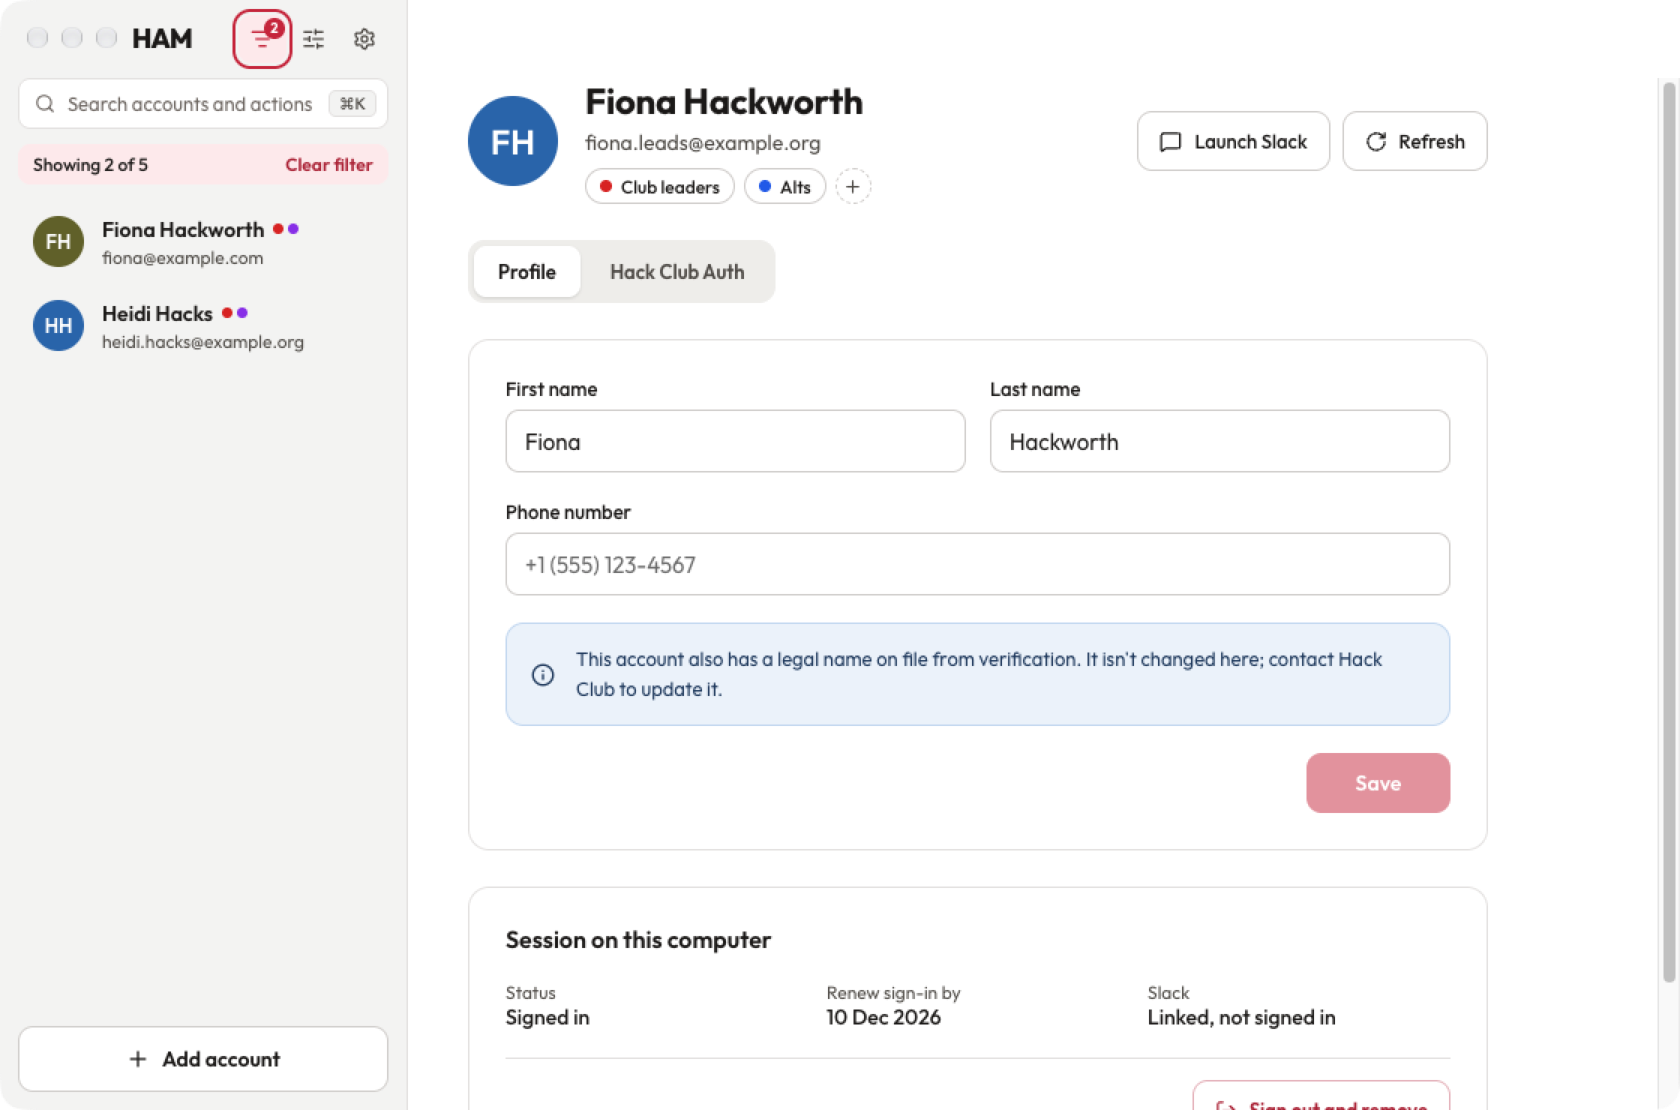 HAM
2
Search accounts and actions ⌘K
Showing 2 of 5 Clear filter
FH Fiona Hackworth
fiona@example.com
HH Heidi Hacks
heidi.hacks@example.org
+ Add account
FH
Fiona Hackworth
fiona.leads@example.org
Club leaders Alts +
Launch Slack Refresh
Profile Hack Club Auth
First name Last name
Fiona Hackworth
Phone number
+1 (555) 123-4567
This account also has a legal name on file from verification. It isn't changed here; contact Hack
Club to update it.
Save
Session on this computer
Status Renew sign-in by Slack
Signed in 10 Dec 2026 Linked, not signed in
Sign out and remove